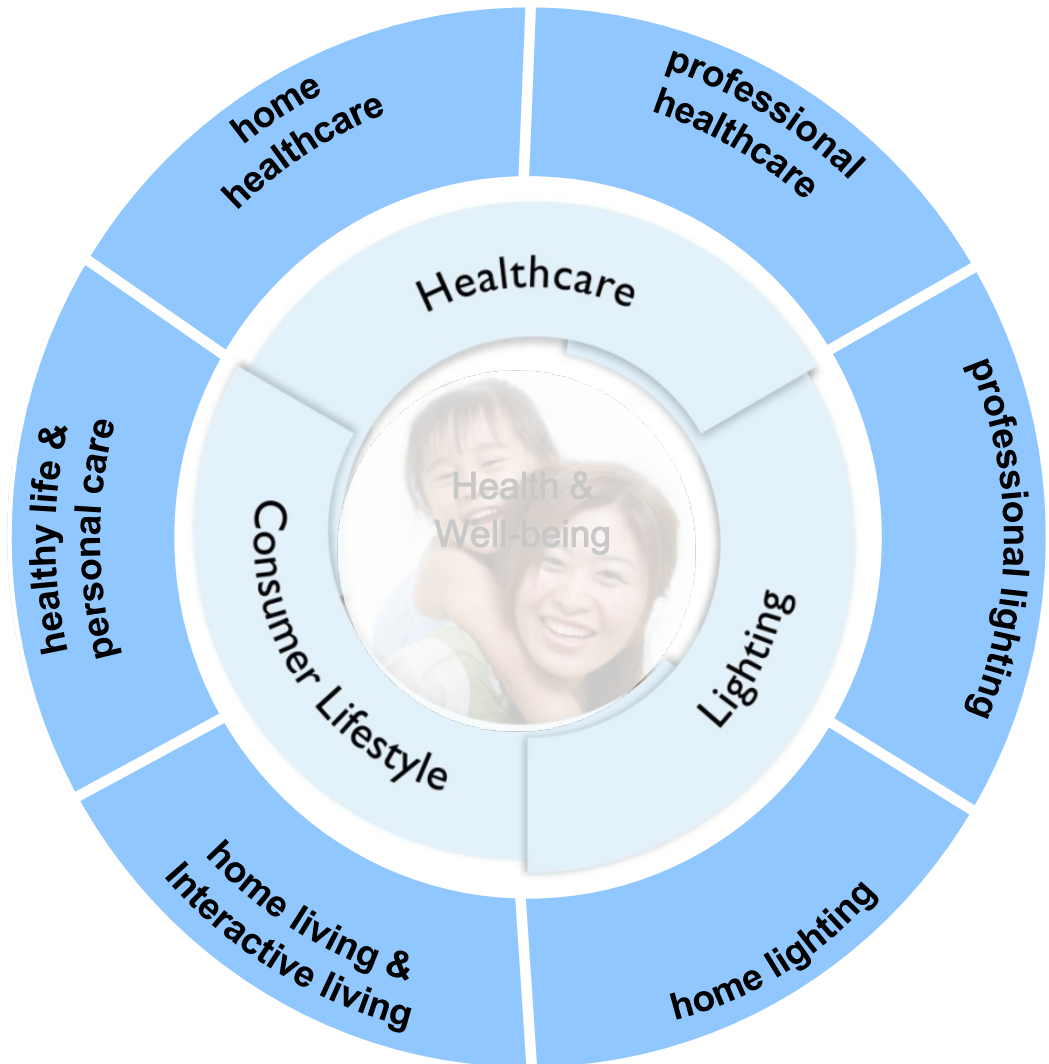 home
healthcare
professional
healthcare
Healthcare
healthy life &
personal care
Health &
Well-being
professional lighting
Consumer Lifestyle
Lighting
home living &
Interactive living
home lighting